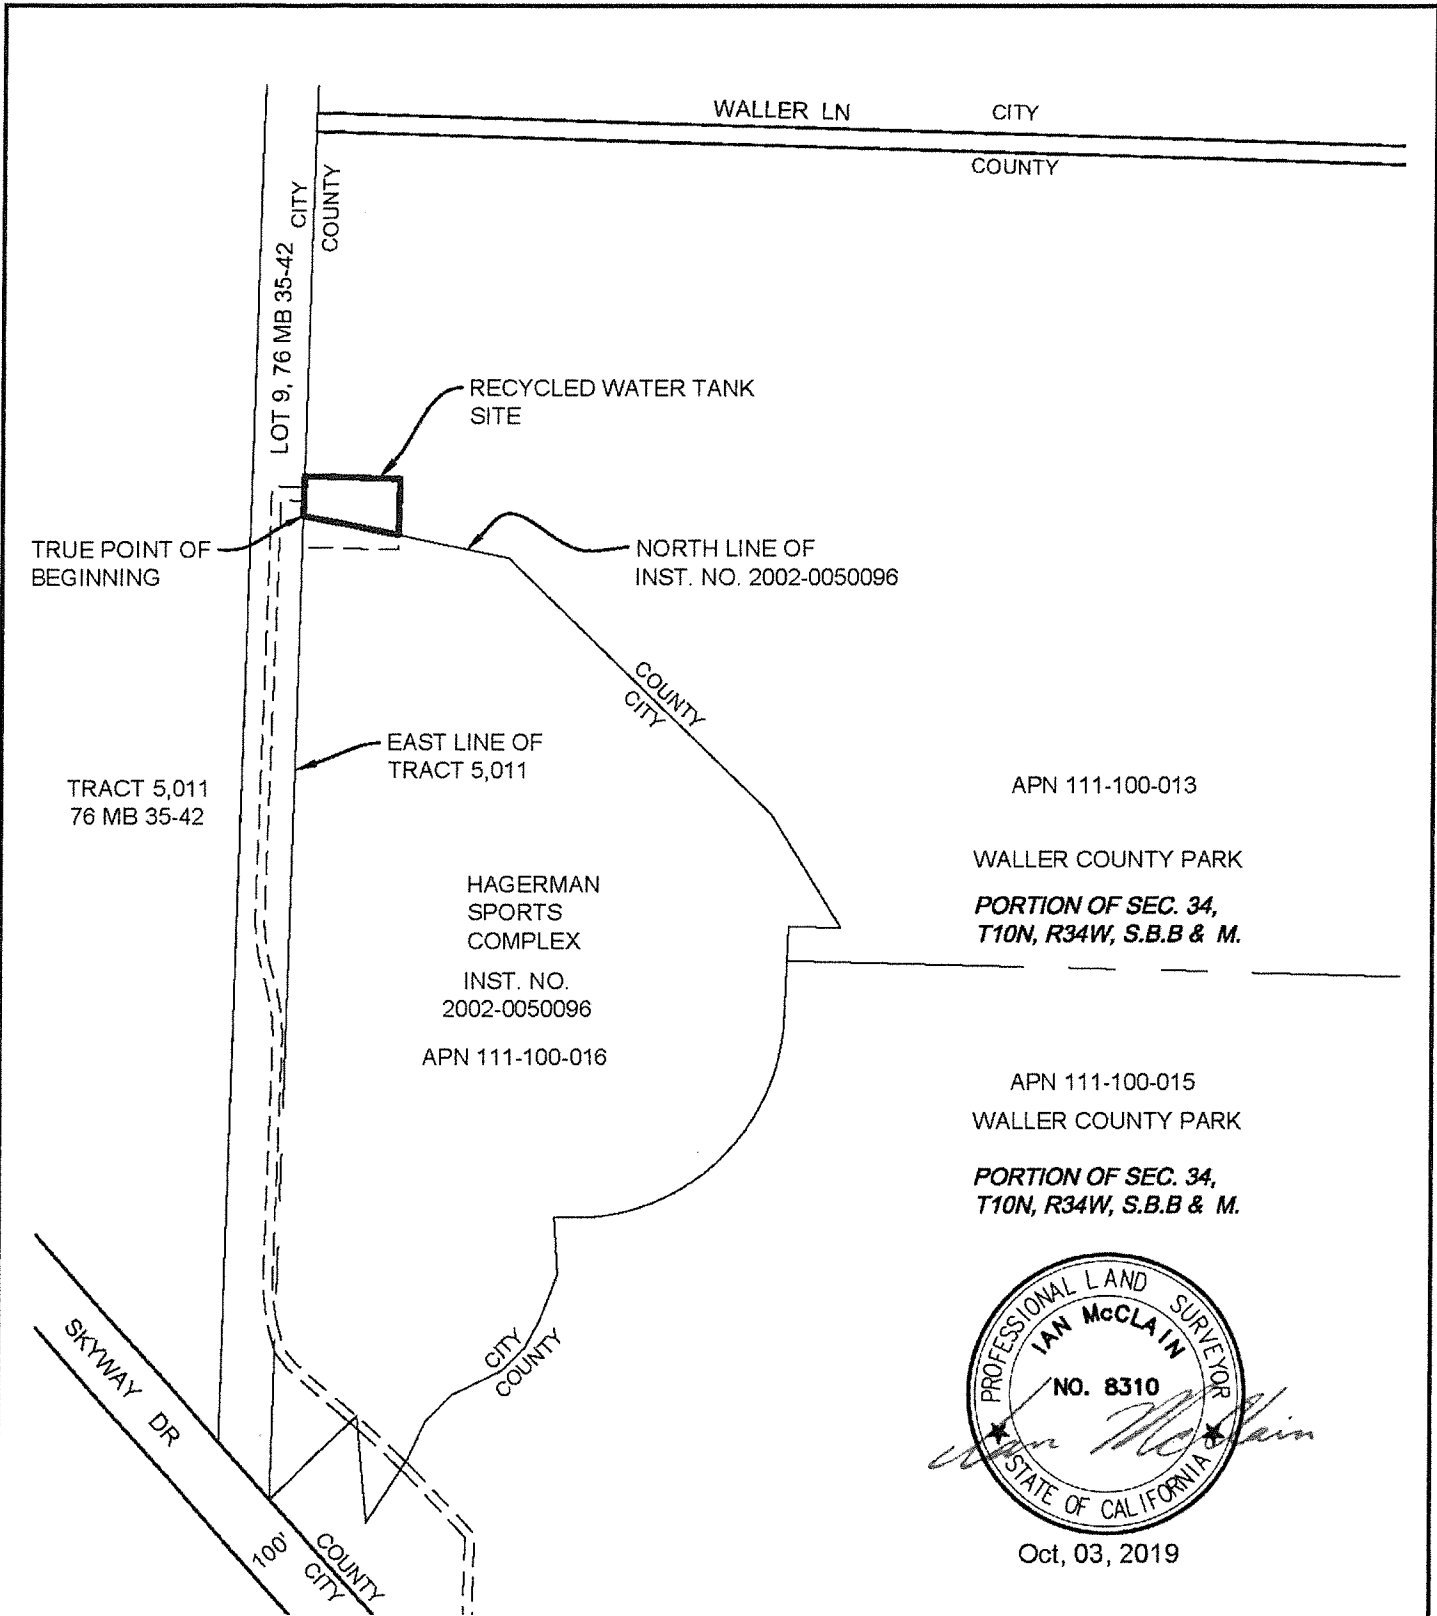 WALLER LN
CITY
COUNTY
CITY
COUNTY
LOT 9, 76 MB 35-42
RECYCLED WATER TANK
SITE
TRUE POINT OF
BEGINNING
NORTH LINE OF
INST. NO. 2002-0050096
COUNTY
CITY
EAST LINE OF
TRACT 5,011
TRACT 5,011
76 MB 35-42
APN 111-100-013
WALLER COUNTY PARK
PORTION OF SEC. 34,
T10N, R34W, S.B.B & M.
HAGERMAN
SPORTS
COMPLEX
INST. NO.
2002-0050096
APN 111-100-016
APN 111-100-015
WALLER COUNTY PARK
PORTION OF SEC. 34,
T10N, R34W, S.B.B & M.
CITY
COUNTY
SKYWAY DR
100'
COUNTY
CITY
PROFESSIONAL LAND SURVEYOR
IAN McCLAIN
NO. 8310
Ian McClain
STATE OF CALIFORNIA
Oct, 03, 2019